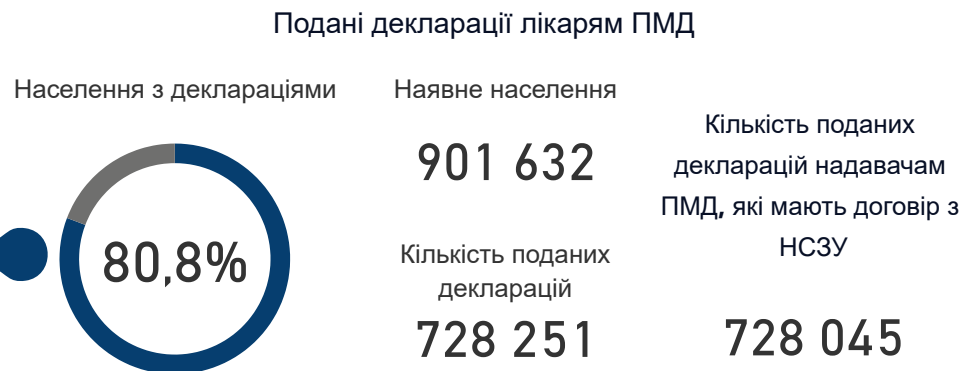 Подані декларації лікарям ПМД
Населення з деклараціями
80,8%
Наявне населення
901 632
Кількість поданих
декларацій
728 251
Кількість поданих
декларацій надавачам
ПМД, які мають договір з
НСЗУ
728 045